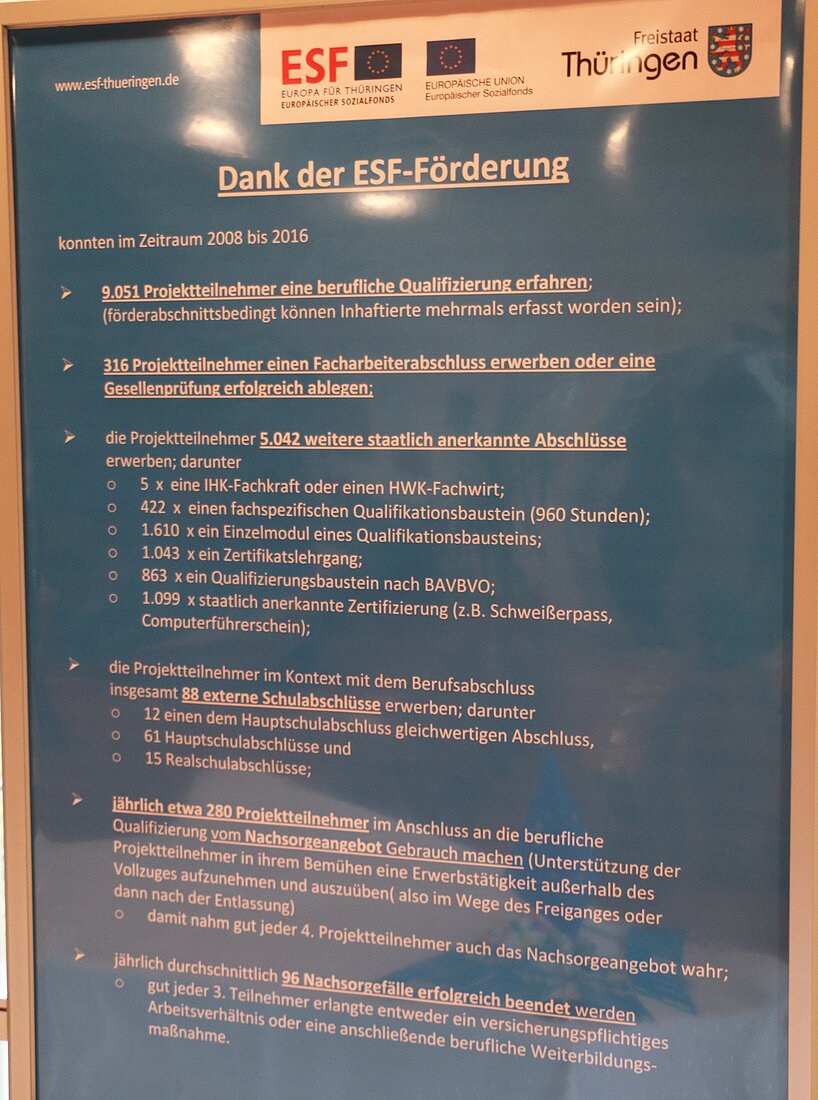 www.esf-thueringen.de
ESF
EUROPA FÜR THÜRINGEN
EUROPÄISCHER SOZIALFONDS
EUROPÄISCHE UNION
Europäischer Sozialfonds
Freistaat
Thüringen
Dank der ESF-Förderung
konnten im Zeitraum 2008 bis 2016
➢ 9.051 Projektteilnehmer eine berufliche Qualifizierung erfahren;
(förderabschnittsbedingt können Inhaftierte mehrmals erfasst worden sein);
➢ 316 Projektteilnehmer einen Facharbeiterabschluss erwerben oder eine
Gesellenprüfung erfolgreich ablegen;
➢ die Projektteilnehmer 5.042 weitere staatlich anerkannte Abschlüsse
erwerben; darunter
o 5 x eine IHK-Fachkraft oder einen HWK-Fachwirt;
o 422 x einen fachspezifischen Qualifikationsbaustein (960 Stunden);
o 1.610 x ein Einzelmodul eines Qualifikationsbausteins;
o 1.043 x ein Zertifikatslehrgang;
o 863 x ein Qualifizierungsbaustein nach BAVBVO;
o 1.099 x staatlich anerkannte Zertifizierung (z.B. Schweißerpass,
Computerführerschein);
➢ die Projektteilnehmer im Kontext mit dem Berufsabschluss
insgesamt 88 externe Schulabschlüsse erwerben; darunter
o 12 einen dem Hauptschulabschluss gleichwertigen Abschluss,
o 61 Hauptschulabschlüsse und
o 15 Realschulabschlüsse;
➢ jährlich etwa 280 Projektteilnehmer im Anschluss an die berufliche
Qualifizierung vom Nachsorgeangebot Gebrauch machen (Unterstützung der
Projektteilnehmer in ihrem Bemühen eine Erwerbstätigkeit außerhalb des
Vollzuges aufzunehmen und auszuüben( also im Wege des Freiganges oder
dann nach der Entlassung)
o damit nahm gut jeder 4. Projektteilnehmer auch das Nachsorgeangebot wahr;
➢ jährlich durchschnittlich 96 Nachsorgefälle erfolgreich beendet werden
o gut jeder 3. Teilnehmer erlangte entweder ein versicherungspflichtiges
Arbeitsverhältnis oder eine anschließende berufliche Weiterbildungs-
maßnahme.